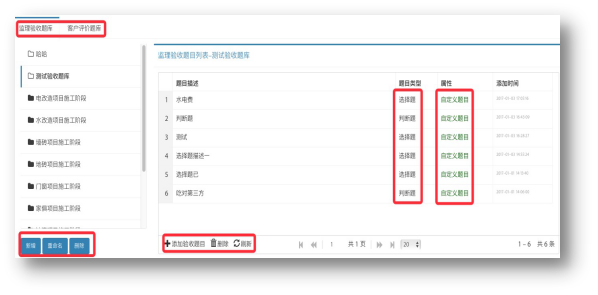 监理验收题库 客户评价题库
哈哈
测试验收题库
电改造项目施工阶段
水改造项目施工阶段
墙砖项目施工阶段
地砖项目施工阶段
门窗项目施工阶段
家俱项目施工阶段
新增 重命名 删除
监理验收题目列表-测试验收题库
题目描述 题目类型 属性 添加时间
1 水电费 选择题 自定义题目
2 判断题 判断题 自定义题目
3 测试 选择题 自定义题目
4 选择题描述一 选择题 自定义题目
5 选择题已 选择题 自定义题目
6 吃对第三方 判断题 自定义题目
添加验收题目 删除 刷新 1 共 1 页 20 1 - 6 共 6 条